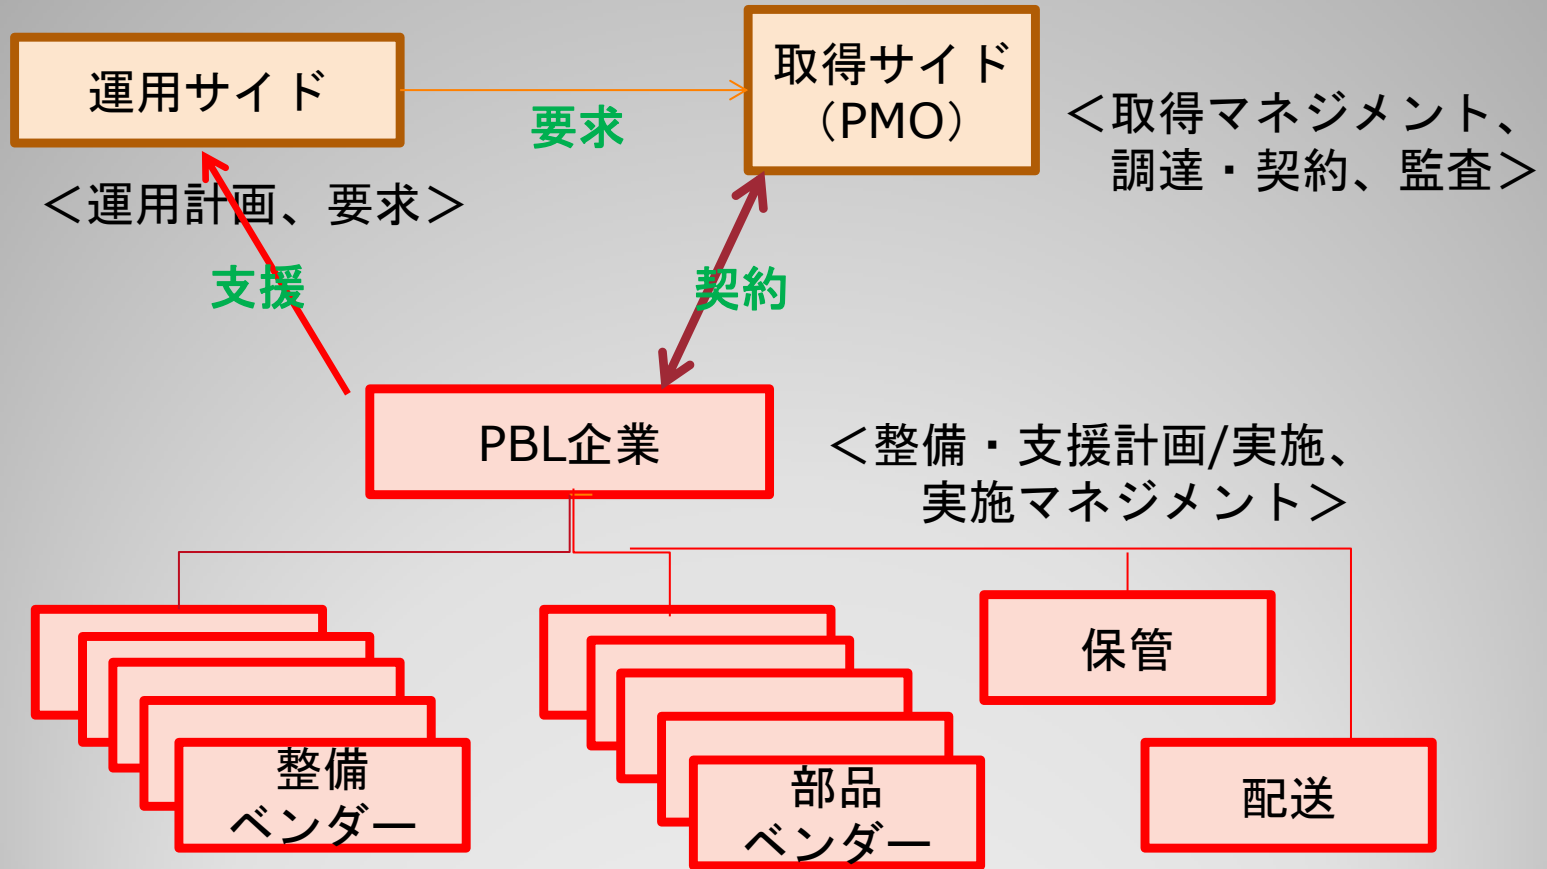 運用サイド
取得サイド
（PMO）
要求
＜取得マネジメント、
調達・契約、監査＞
＜運用計画、要求＞
支援
契約
PBL企業
＜整備・支援計画/実施、
実施マネジメント＞
保管
整備
ベンダー
部品
ベンダー
配送